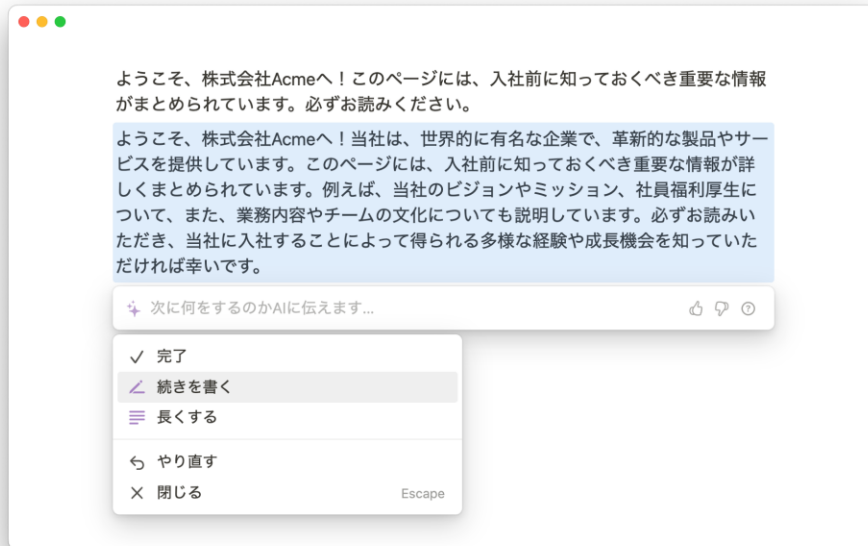 ようこそ、株式会社Acmeへ！このページには、入社前に知っておくべき重要な情報
がまとめられています。必ずお読みください。
ようこそ、株式会社Acmeへ！当社は、世界的に有名な企業で、革新的な製品やサー
ビスを提供しています。このページには、入社前に知っておくべき重要な情報が詳
しくまとめられています。例えば、当社のビジョンやミッション、社員福利厚生に
ついて、また、業務内容やチームの文化についても説明しています。必ずお読みい
ただき、当社に入社することによって得られる多様な経験や成長機会を知っていた
だければ幸いです。
次に何をするのかAIに伝えます...
完了
続きを書く
長くする
やり直す
閉じる Escape